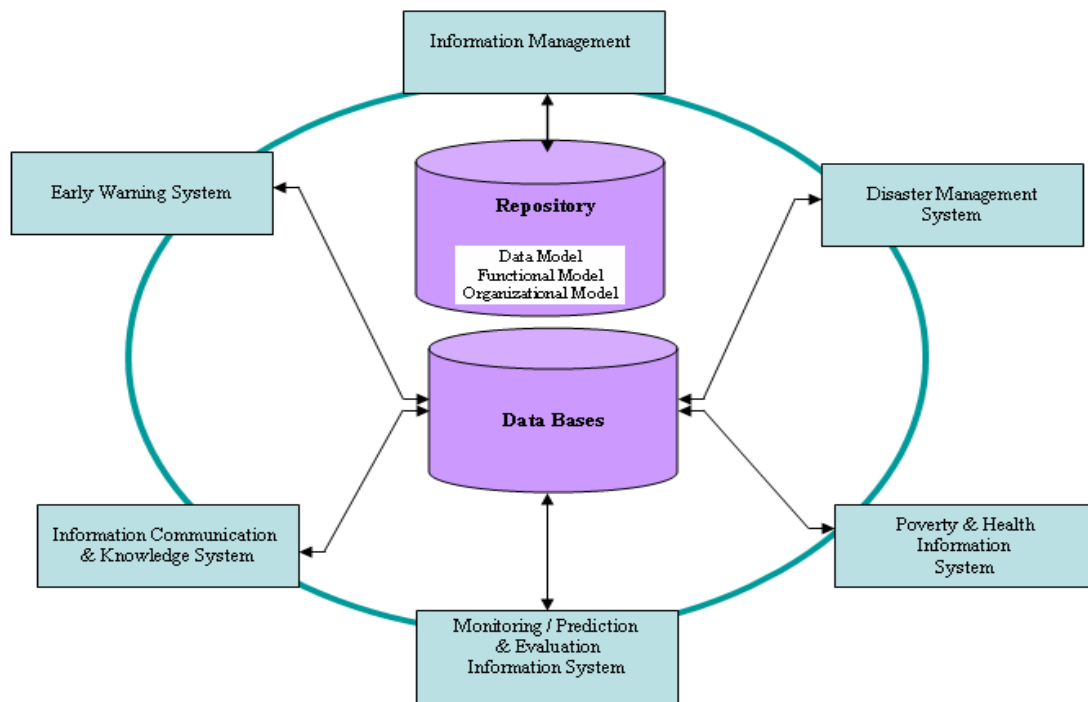 Information Management
Early Warning System
Repository
Data Model
Functional Model
Organizational Model
Disaster Management
System
Data Bases
Information Communication
& Knowledge System
Poverty & Health
Information
System
Monitoring / Prediction
& Evaluation
Information System